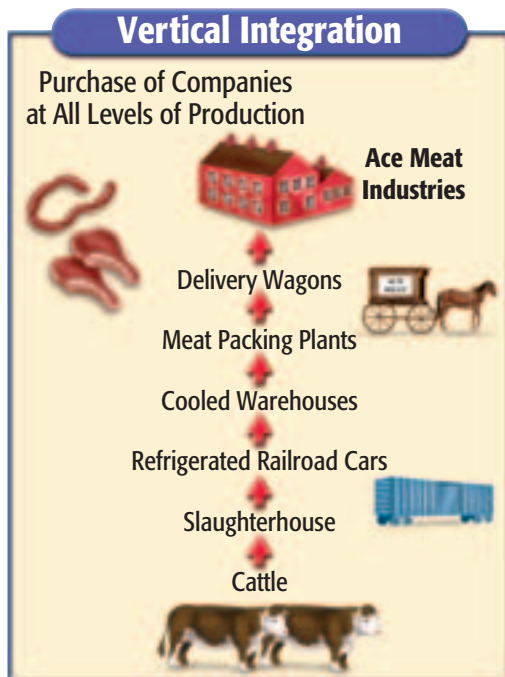 Vertical Integration
Purchase of Companies
at All Levels of Production
Ace Meat
Industries
Delivery Wagons
Meat Packing Plants
Cooled Warehouses
Refrigerated Railroad Cars
Slaughterhouse
Cattle